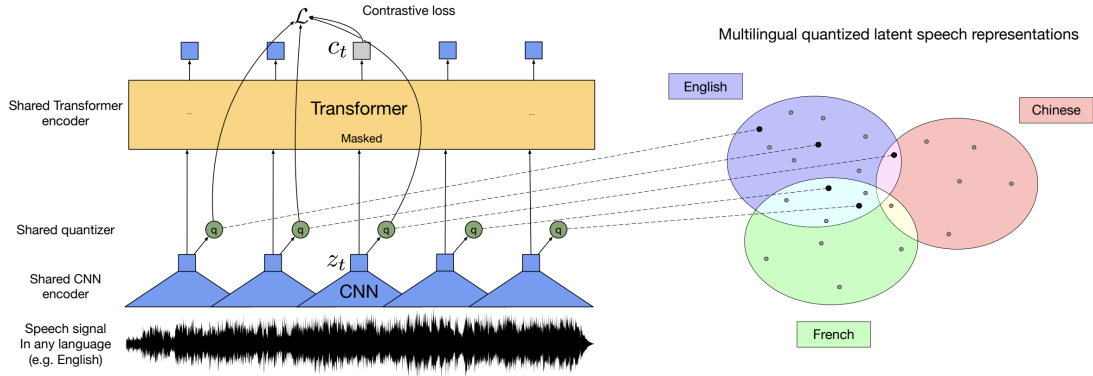 Contrastive loss
ℒ
c_t
Multilingual quantized latent speech representations
English
Chinese
Shared Transformer
encoder
...
Transformer
...
Masked
Shared quantizer
q
q
q
q
q
z_t
Shared CNN
encoder
CNN
Speech signal
In any language
(e.g. English)
French